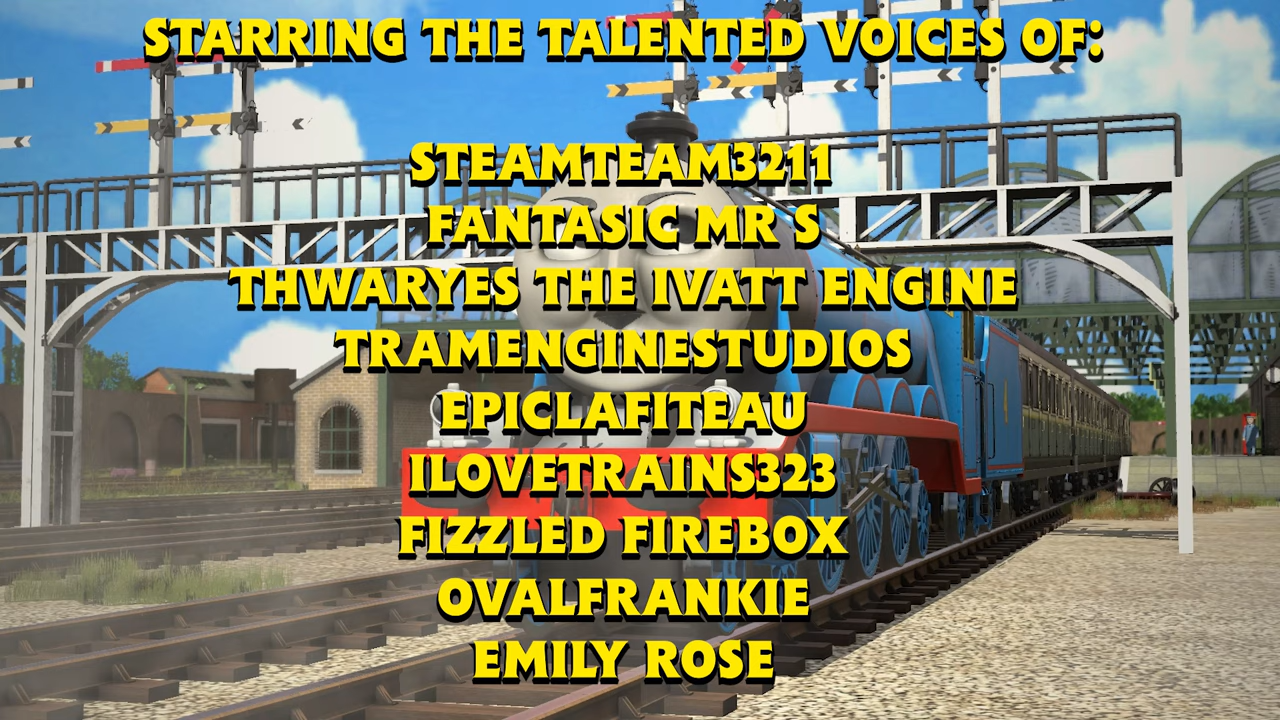 STARRING THE TALENTED VOICES OF:
STEAMTEAM3211
FANTASIC MR S
THWARYES THE IVATT ENGINE
TRAMENGINESTUDIOS
EPICLAFITEAU
ILOVETRAINS323
FIZZLED FIREBOX
OVALFRANKIE
EMILY ROSE